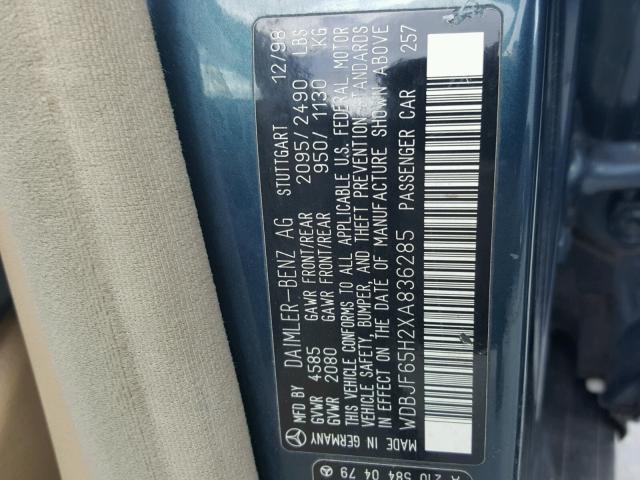 MFD BY DAIMLER-BENZ AG STUTTGART 12/98
GVWR 4585 GAWR FRONT/REAR 2095/2490 LBS
GVWR 2080 GAWR FRONT/REAR 950/1130 KG
THIS VEHICLE CONFORMS TO ALL APPLICABLE U.S. FEDERAL MOTOR
VEHICLE SAFETY, BUMPER, AND THEFT PREVENTION STANDARDS
IN EFFECT ON THE DATE OF MANUFACTURE SHOWN ABOVE
WDBJF65H2XA836285 PASSENGER CAR 257
MADE IN GERMANY
A 210 584 04 79